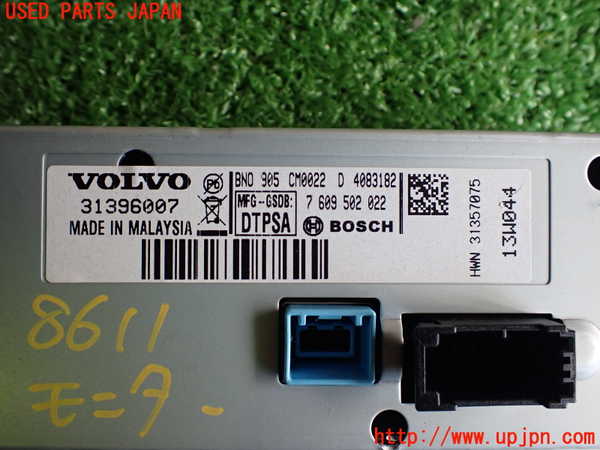 USED PARTS JAPAN
VOLVO
31396007
MADE IN MALAYSIA
BNO 905 CM0022 D 4083182
MFG-GSDB: 7 609 502 022
DTPSA BOSCH
HWN 31357075
13W044
8611
モニター
http://www.upjpn.com/